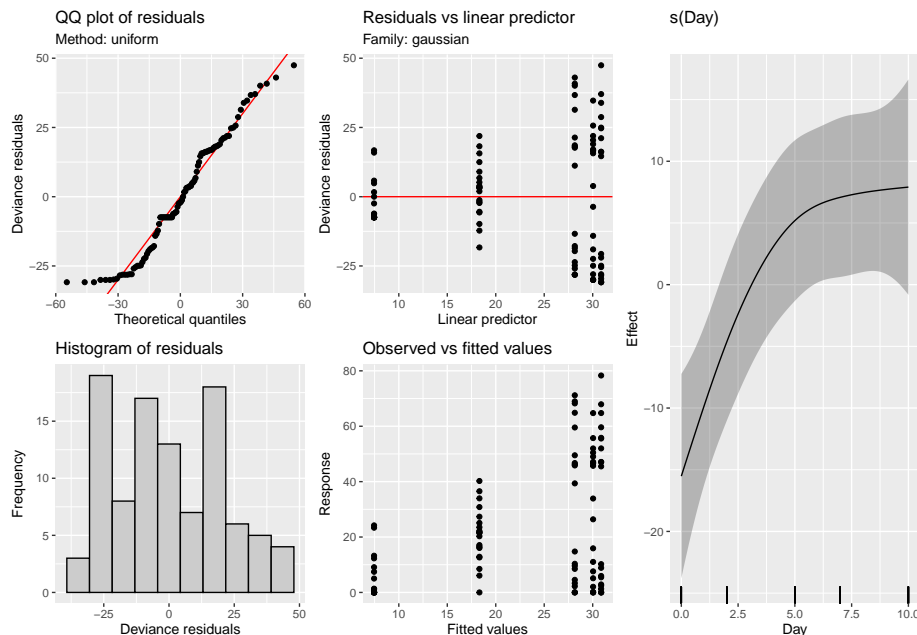 QQ plot of residuals
Method: uniform
Deviance residuals
50
25
0
−25
−60
−30
0
30
60
Theoretical quantiles
Residuals vs linear predictor
Family: gaussian
Deviance residuals
50
25
0
−25
10
15
20
25
30
Linear predictor
Histogram of residuals
Frequency
15
10
5
0
−25
0
25
50
Deviance residuals
Observed vs fitted values
Response
80
60
40
20
0
10
15
20
25
30
Fitted values
s(Day)
Effect
10
0
−10
−20
0.0
2.5
5.0
7.5
10.0
Day